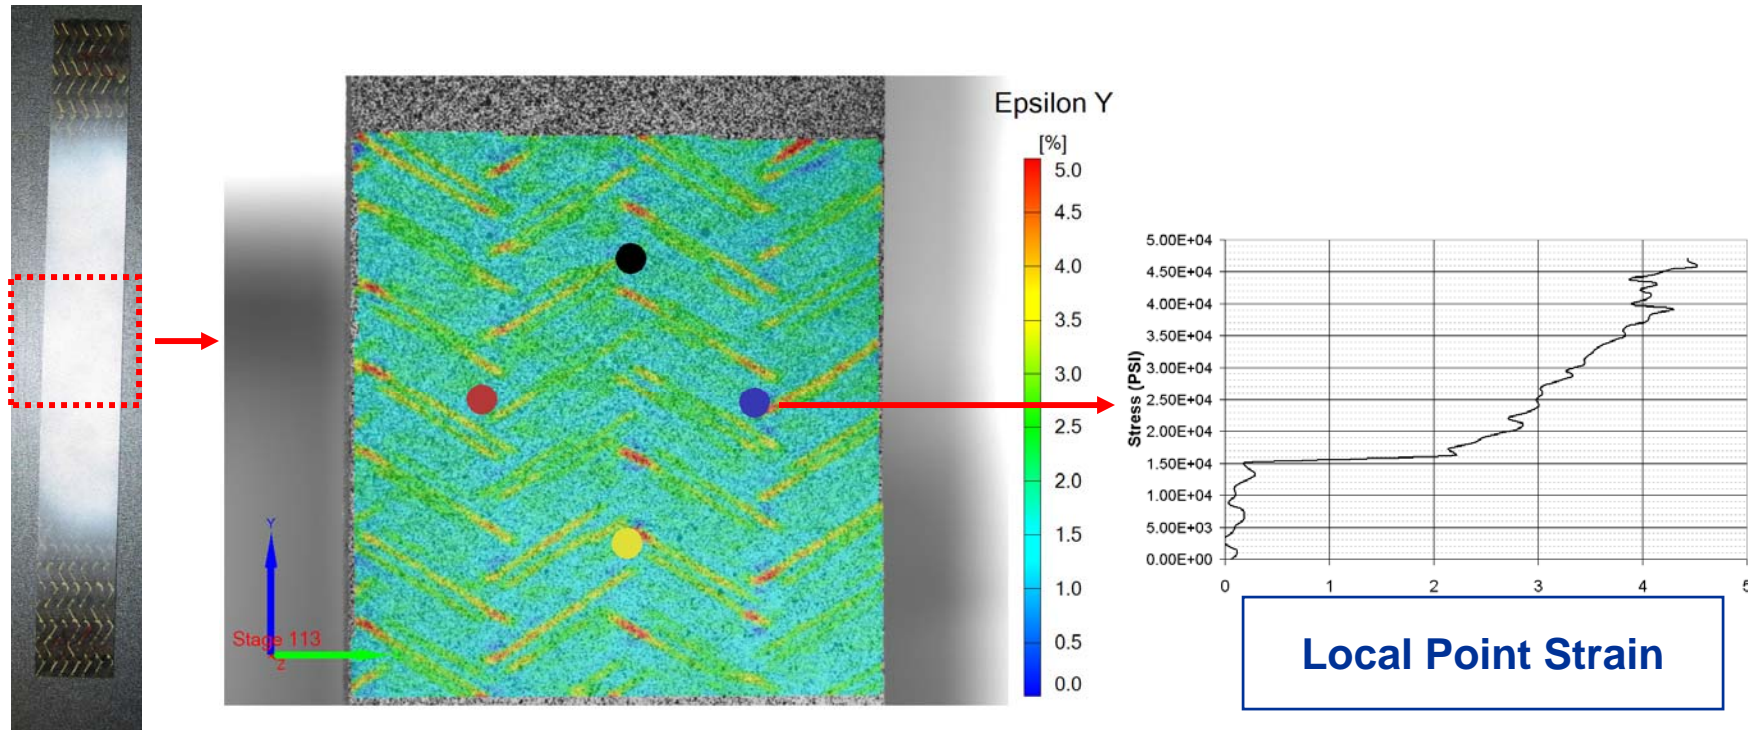 Epsilon Y
[%]
5.0
4.5
4.0
3.5
3.0
2.5
2.0
1.5
1.0
0.5
0.0
Y
Stage 113
Z
5.00E+04
4.50E+04
4.00E+04
3.50E+04
3.00E+04
2.50E+04
2.00E+04
1.50E+04
1.00E+04
5.00E+03
0.00E+00
Stress (PSI)
0 1 2 3 4 5
Local Point Strain